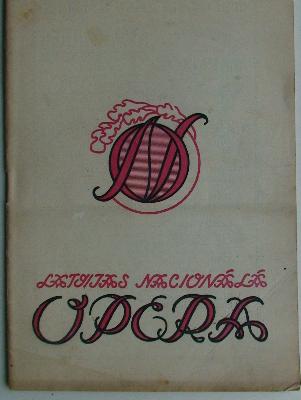 LATVIJAS NACIONĀLĀ
OPERA